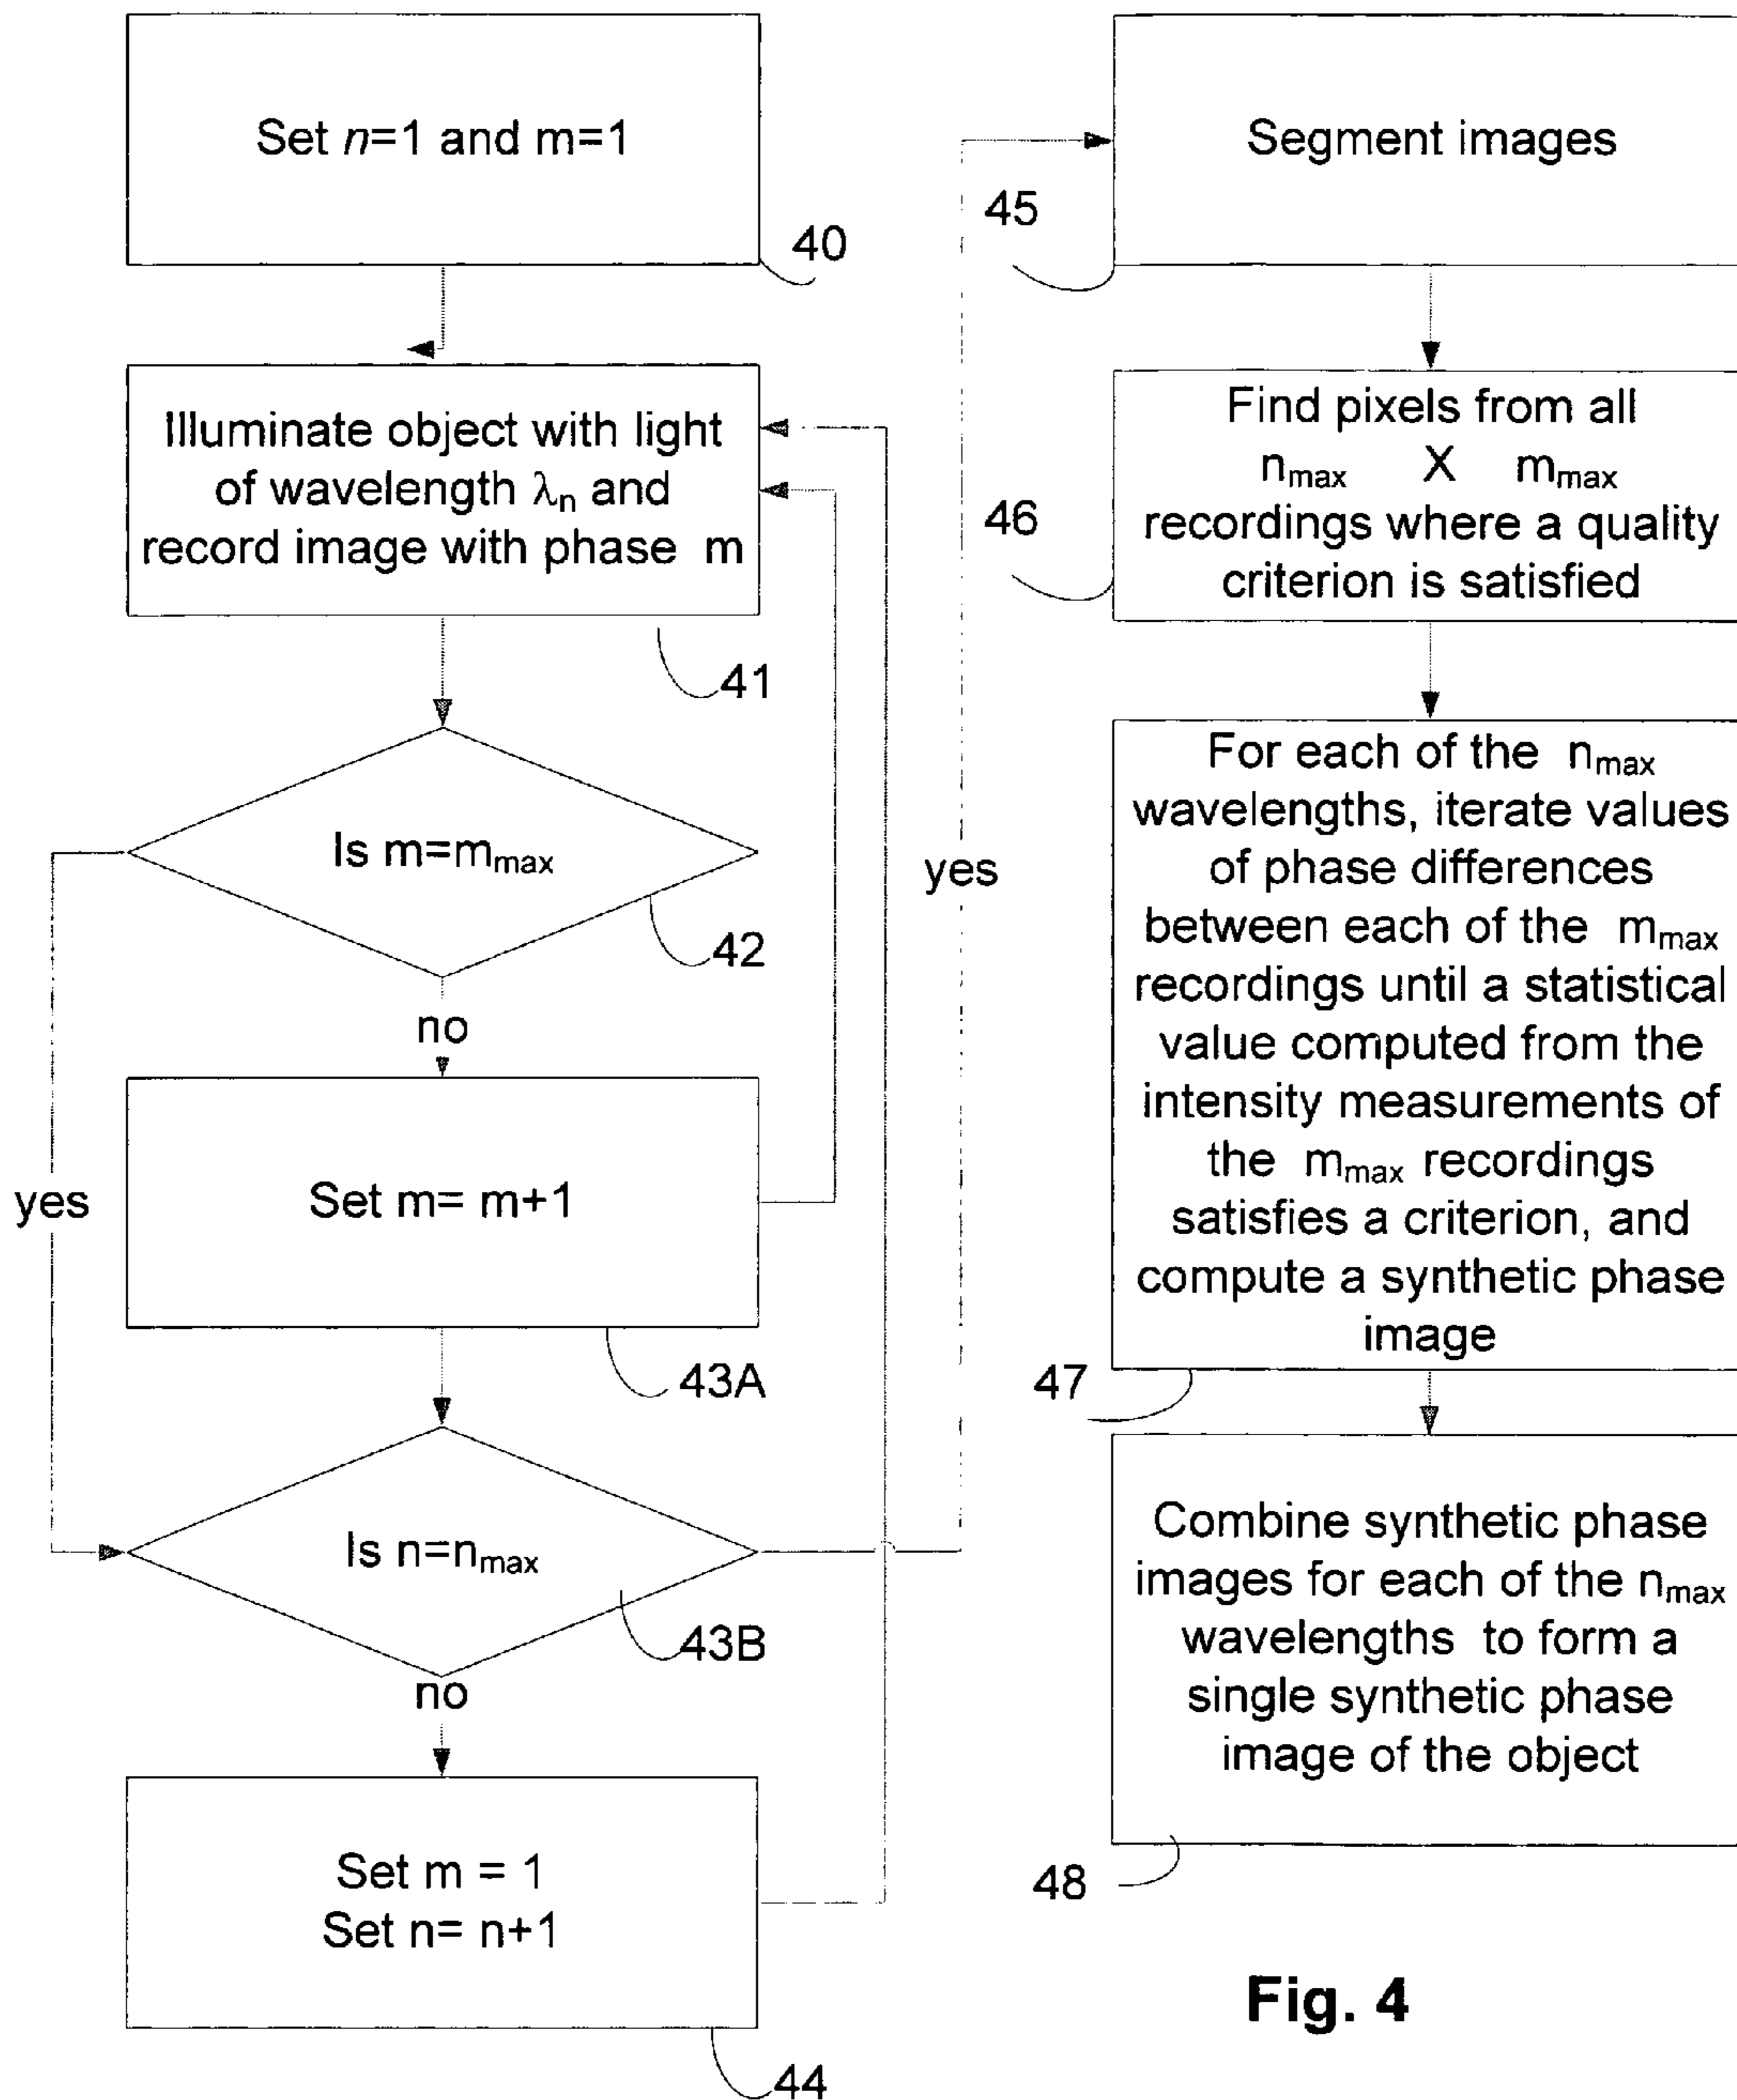 Set n=1 and m=1
40
Illuminate object with light
of wavelength λn and
record image with phase m
41
Is m=mmax
42
no
yes
Set m= m+1
43A
Is n=nmax
43B
no
yes
Set m = 1
Set n= n+1
44
Segment images
45
Find pixels from all
nmax X mmax
recordings where a quality
criterion is satisfied
46
For each of the nmax
wavelengths, iterate values
of phase differences
between each of the mmax
recordings until a statistical
value computed from the
intensity measurements of
the mmax recordings
satisfies a criterion, and
compute a synthetic phase
image
47
Combine synthetic phase
images for each of the nmax
wavelengths to form a
single synthetic phase
image of the object
48
Fig. 4